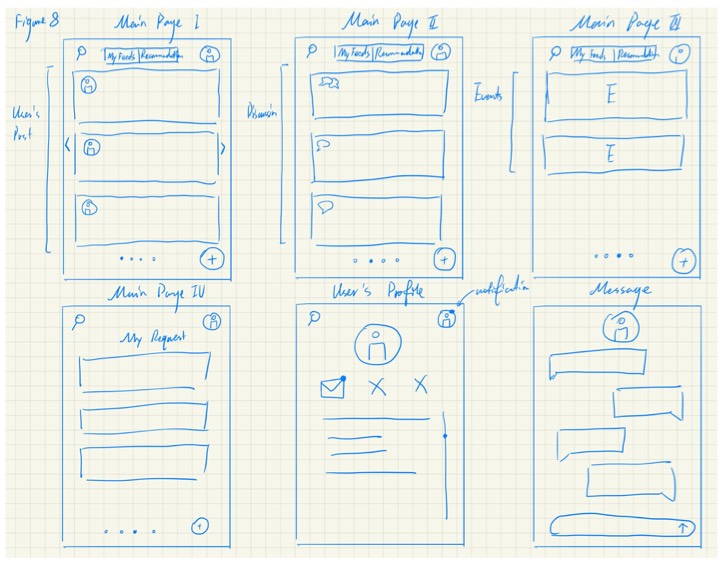 Figure 8
Main Page I
Main Page II
Main Page III
My Feeds Recommendation
My Feeds Recommendation
My Feeds Recommendation
User's
Post
Discussion
Events
E
E
Main Page IV
User's Profile
notification
Message
My Request